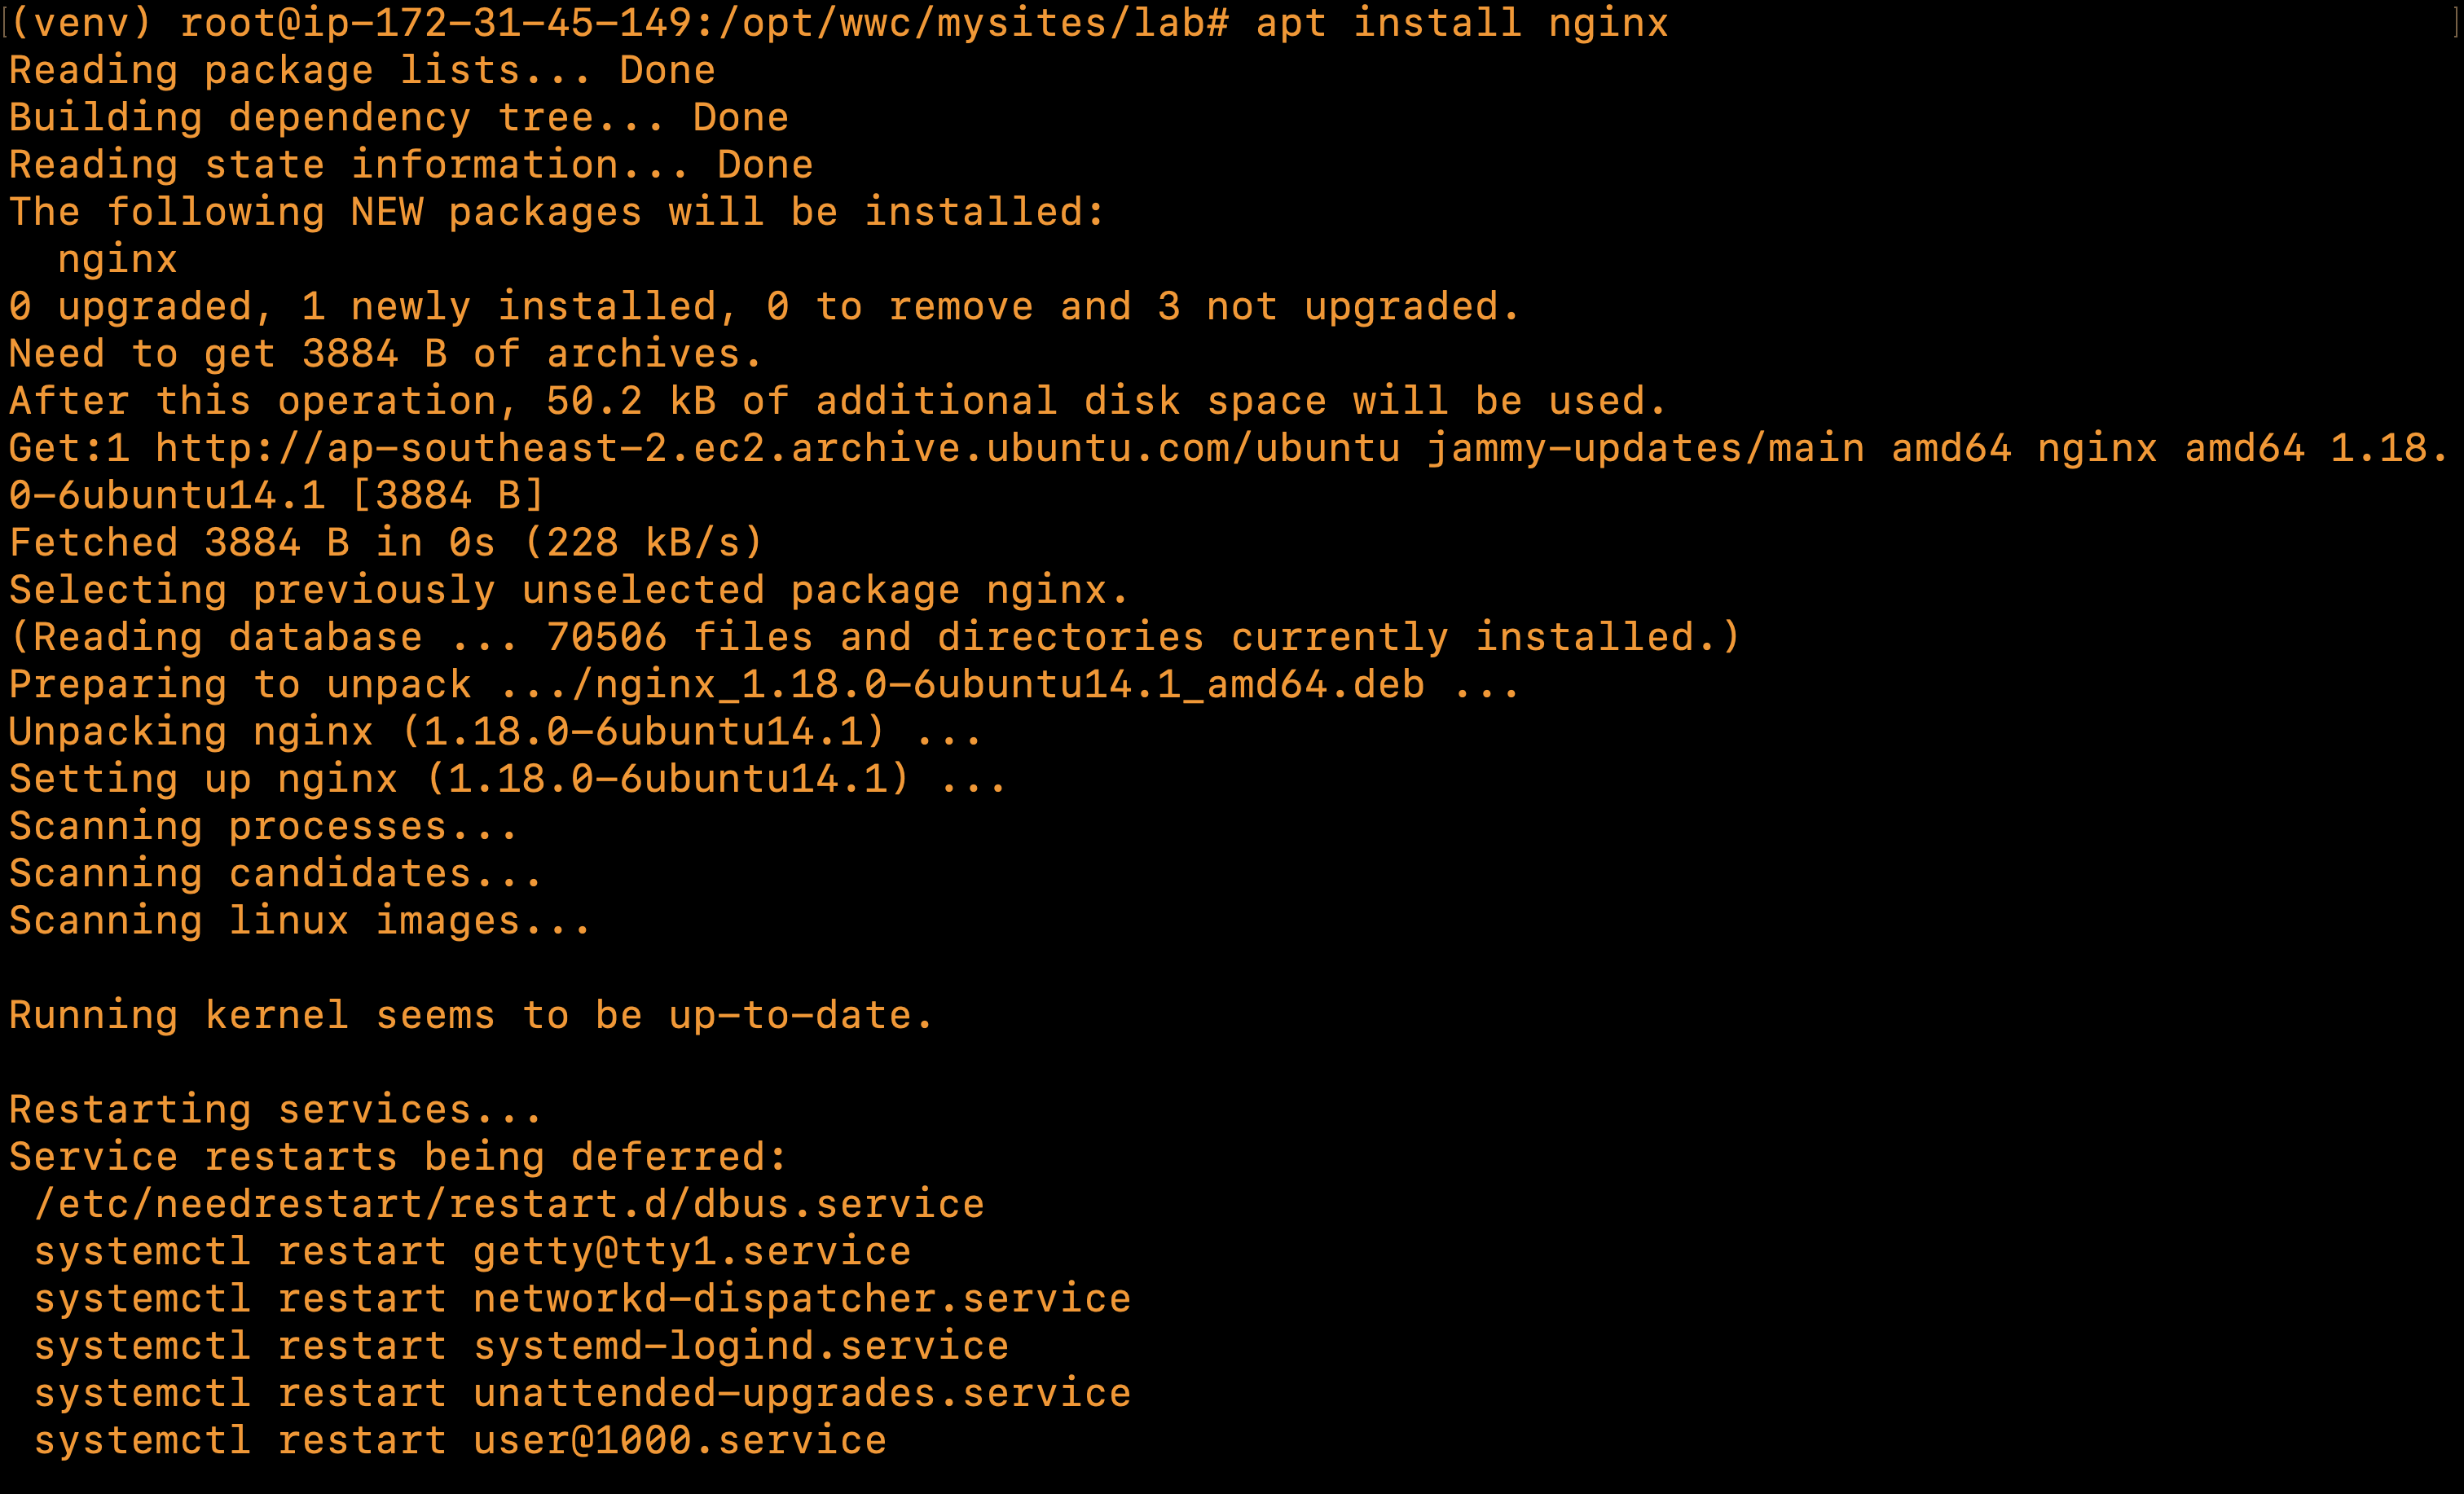 (venv) root@ip-172-31-45-149:/opt/wwc/mysites/lab# apt install nginx
Reading package lists... Done
Building dependency tree... Done
Reading state information... Done
The following NEW packages will be installed:
  nginx
0 upgraded, 1 newly installed, 0 to remove and 3 not upgraded.
Need to get 3884 B of archives.
After this operation, 50.2 kB of additional disk space will be used.
Get:1 http://ap-southeast-2.ec2.archive.ubuntu.com/ubuntu jammy-updates/main amd64 nginx amd64 1.18.
0-6ubuntu14.1 [3884 B]
Fetched 3884 B in 0s (228 kB/s)
Selecting previously unselected package nginx.
(Reading database ... 70506 files and directories currently installed.)
Preparing to unpack .../nginx_1.18.0-6ubuntu14.1_amd64.deb ...
Unpacking nginx (1.18.0-6ubuntu14.1) ...
Setting up nginx (1.18.0-6ubuntu14.1) ...
Scanning processes...
Scanning candidates...
Scanning linux images...

Running kernel seems to be up-to-date.

Restarting services...
Service restarts being deferred:
 /etc/needrestart/restart.d/dbus.service
 systemctl restart getty@tty1.service
 systemctl restart networkd-dispatcher.service
 systemctl restart systemd-logind.service
 systemctl restart unattended-upgrades.service
 systemctl restart user@1000.service